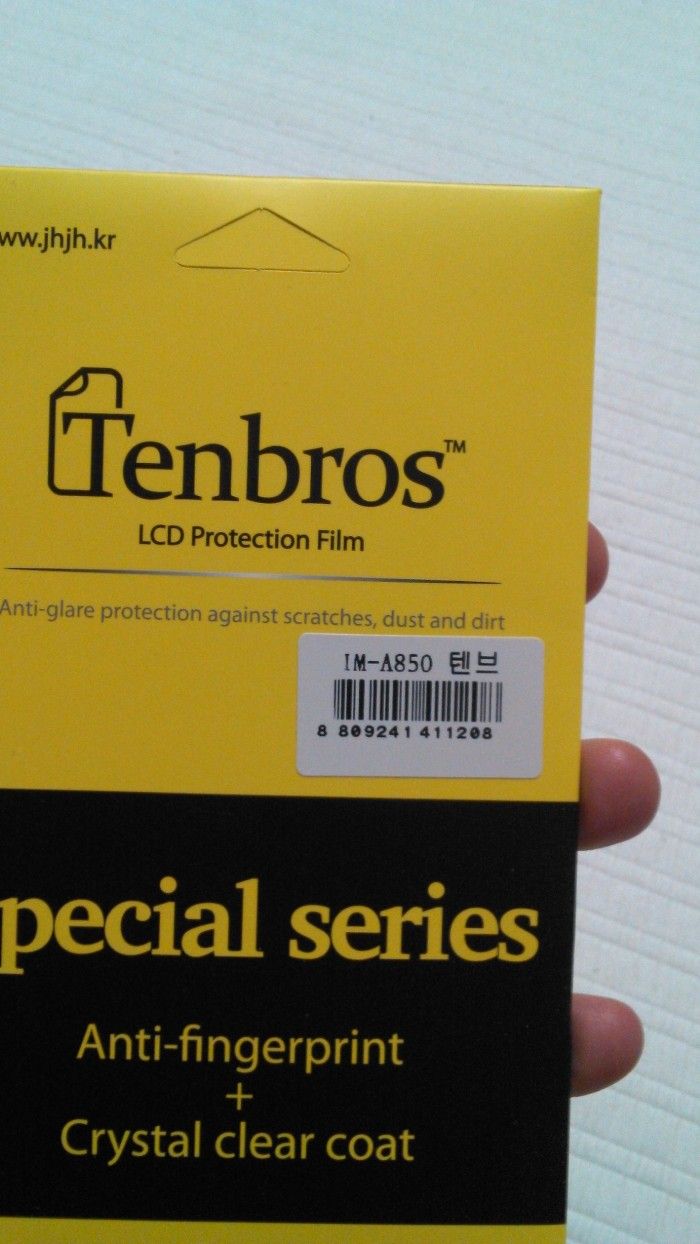 ww.jhjh.kr
Tenbros™
LCD Protection Film
Anti-glare protection against scratches, dust and dirt
IM-A850 텐브
8 809241 411208
pecial series
Anti-fingerprint
+
Crystal clear coat